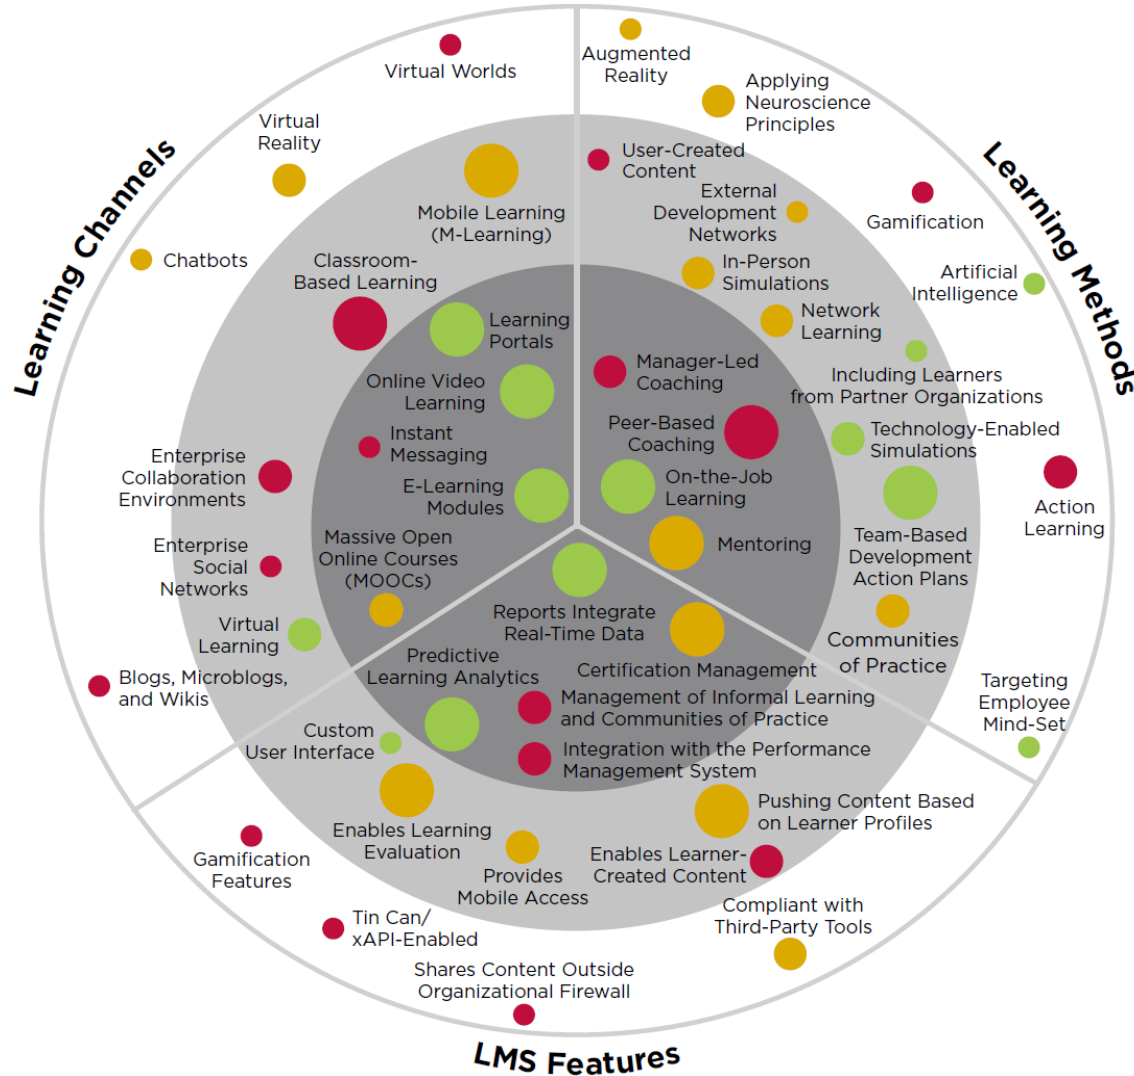 Learning Channels
Virtual Worlds
Virtual
Reality
Chatbots
Mobile Learning
(M-Learning)
Classroom-
Based Learning
Learning
Portals
Online Video
Learning
Instant
Messaging
E-Learning
Modules
Enterprise
Collaboration
Environments
Massive Open
Online Courses
(MOOCs)
Enterprise
Social
Networks
Virtual
Learning
Blogs, Microblogs,
and Wikis
Learning Methods
Augmented
Reality
Applying
Neuroscience
Principles
User-Created
Content
External
Development
Networks
Gamification
In-Person
Simulations
Artificial
Intelligence
Network
Learning
Manager-Led
Coaching
Including Learners
from Partner Organizations
Peer-Based
Coaching
Technology-Enabled
Simulations
On-the-Job
Learning
Action
Learning
Mentoring
Team-Based
Development
Action Plans
Communities
of Practice
Targeting
Employee
Mind-Set
Reports Integrate
Real-Time Data
Certification Management
Predictive
Learning Analytics
Management of Informal Learning
and Communities of Practice
Custom
User Interface
Integration with the Performance
Management System
Pushing Content Based
on Learner Profiles
Enables Learning
Evaluation
Provides
Mobile Access
Enables Learner-
Created Content
Gamification
Features
Compliant with
Third-Party Tools
Tin Can/
xAPI-Enabled
Shares Content Outside
Organizational Firewall
LMS Features